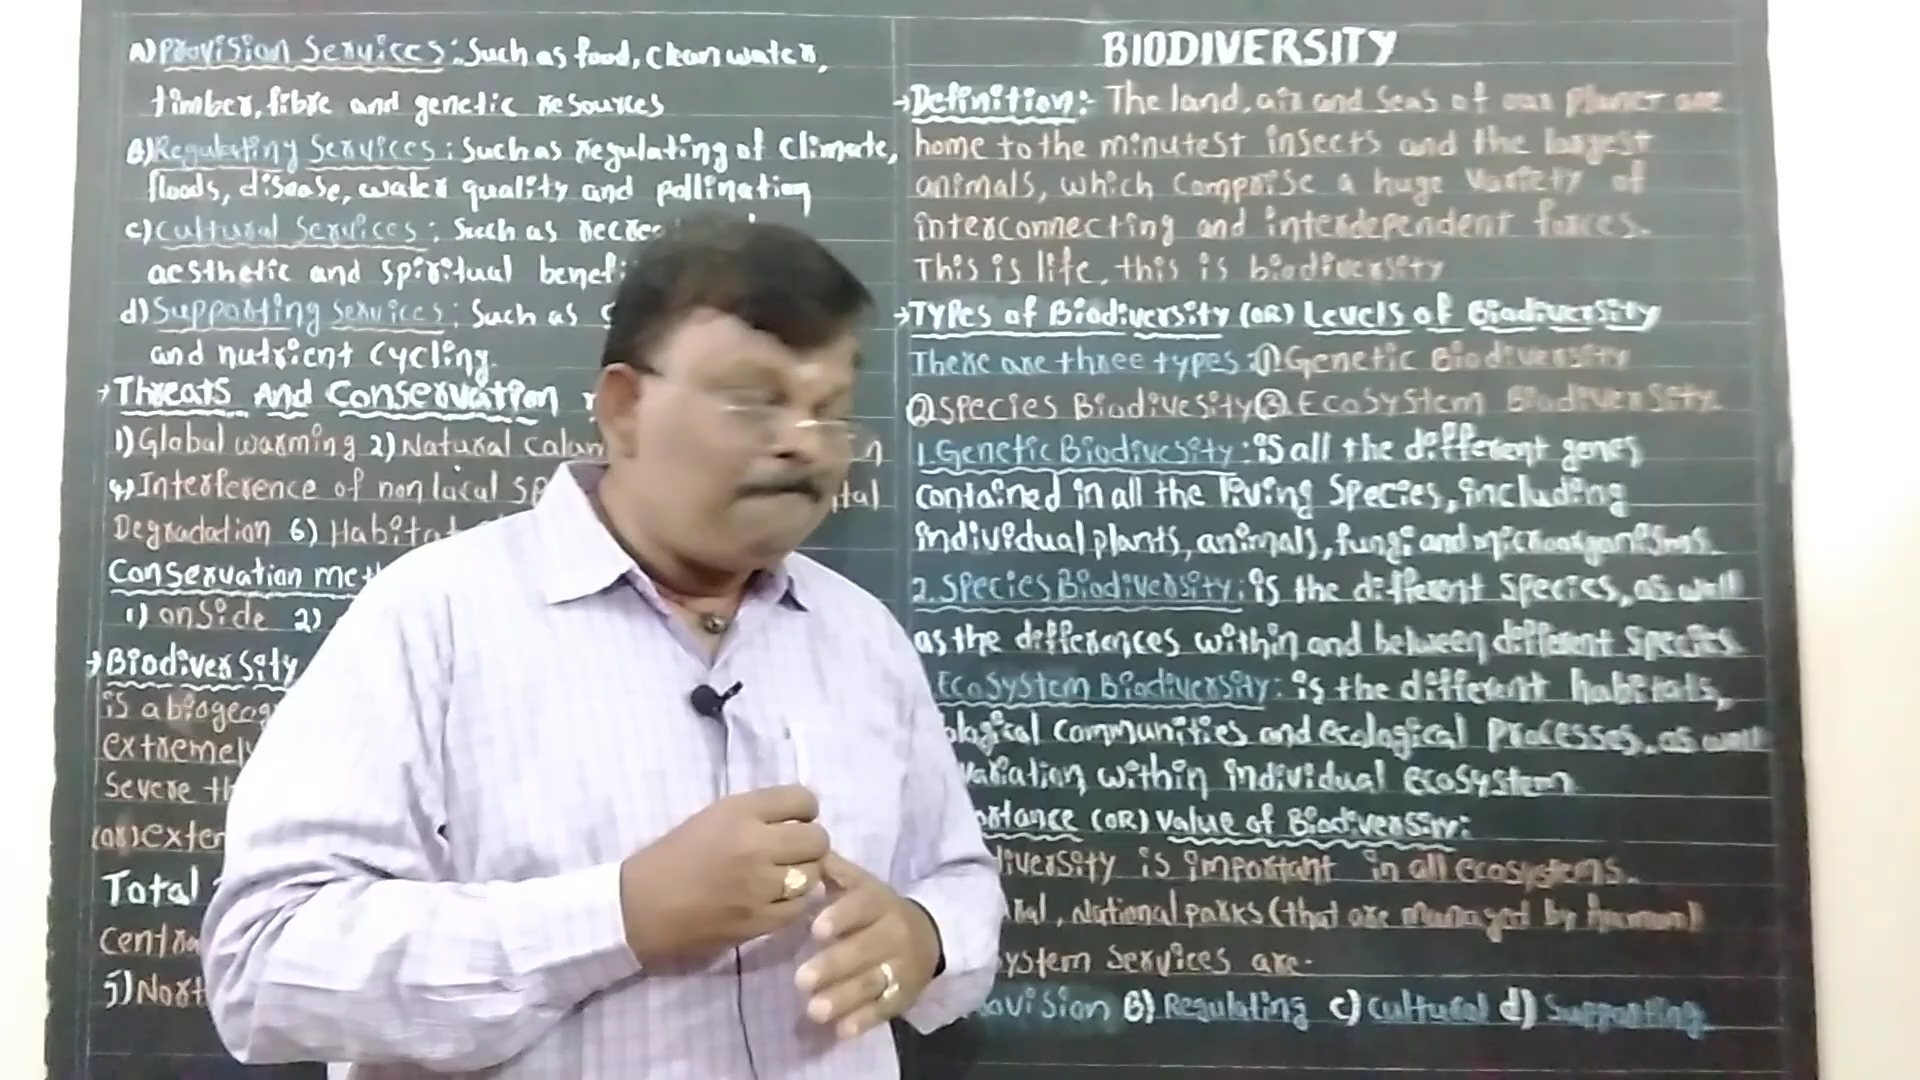 BIODIVERSITY
→Definition:- The land, air and seas of our planet are
home to the minutest insects and the largest
animals, which comprise a huge variety of
interconnecting and interdependent forces.
This is life, this is biodiversity
→Types of Biodiversity (OR) Levels of Biodiversity
There are three types: ① Genetic Biodiversity
② Species Biodivesity ③ Ecosystem Biodiversity.
1. Genetic Biodivesity: is all the different genes
contained in all the living Species, including
individual plants, animals, fungi and microorganisms.
2. Species Biodiversity: is the different Species, as well
as the differences within and between different Species
Ecosystem Biodiversity: is the different habitats,
communities and ecological processes, as well
variation within individual Ecosystem
(OR) Value of Biodiversity:
is important in all ecosystems.
National parks (that are managed by human)
services are-
B) Regulating c) Cultural d) Supporting
A) Provision Services: Such as food, clean water,
timber, fibre and genetic resources
B) Regulating Services: Such as regulating of climate,
floods, disease, water quality and pollination
c) Cultural Services: Such as
aesthetic and spiritual
d) Supporting Services: Such as
and nutrient cycling.
→Threats And Conservation
1) Global warming 2) Natural
4) Interference of non local
Degradation 6)
Conservation
1) onside 2)
→Biodiversity
is a
extremely
Severe
(or)
Total
5)